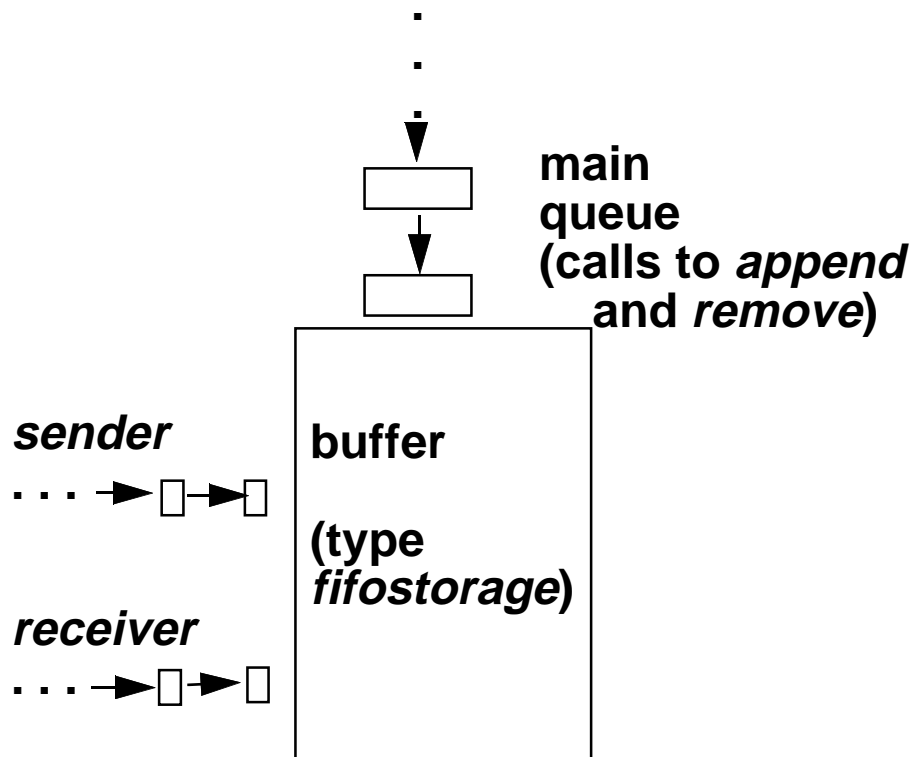 main
queue
(calls to append
and remove)
sender
buffer
. . .
(type
fifostorage)
receiver
. . .